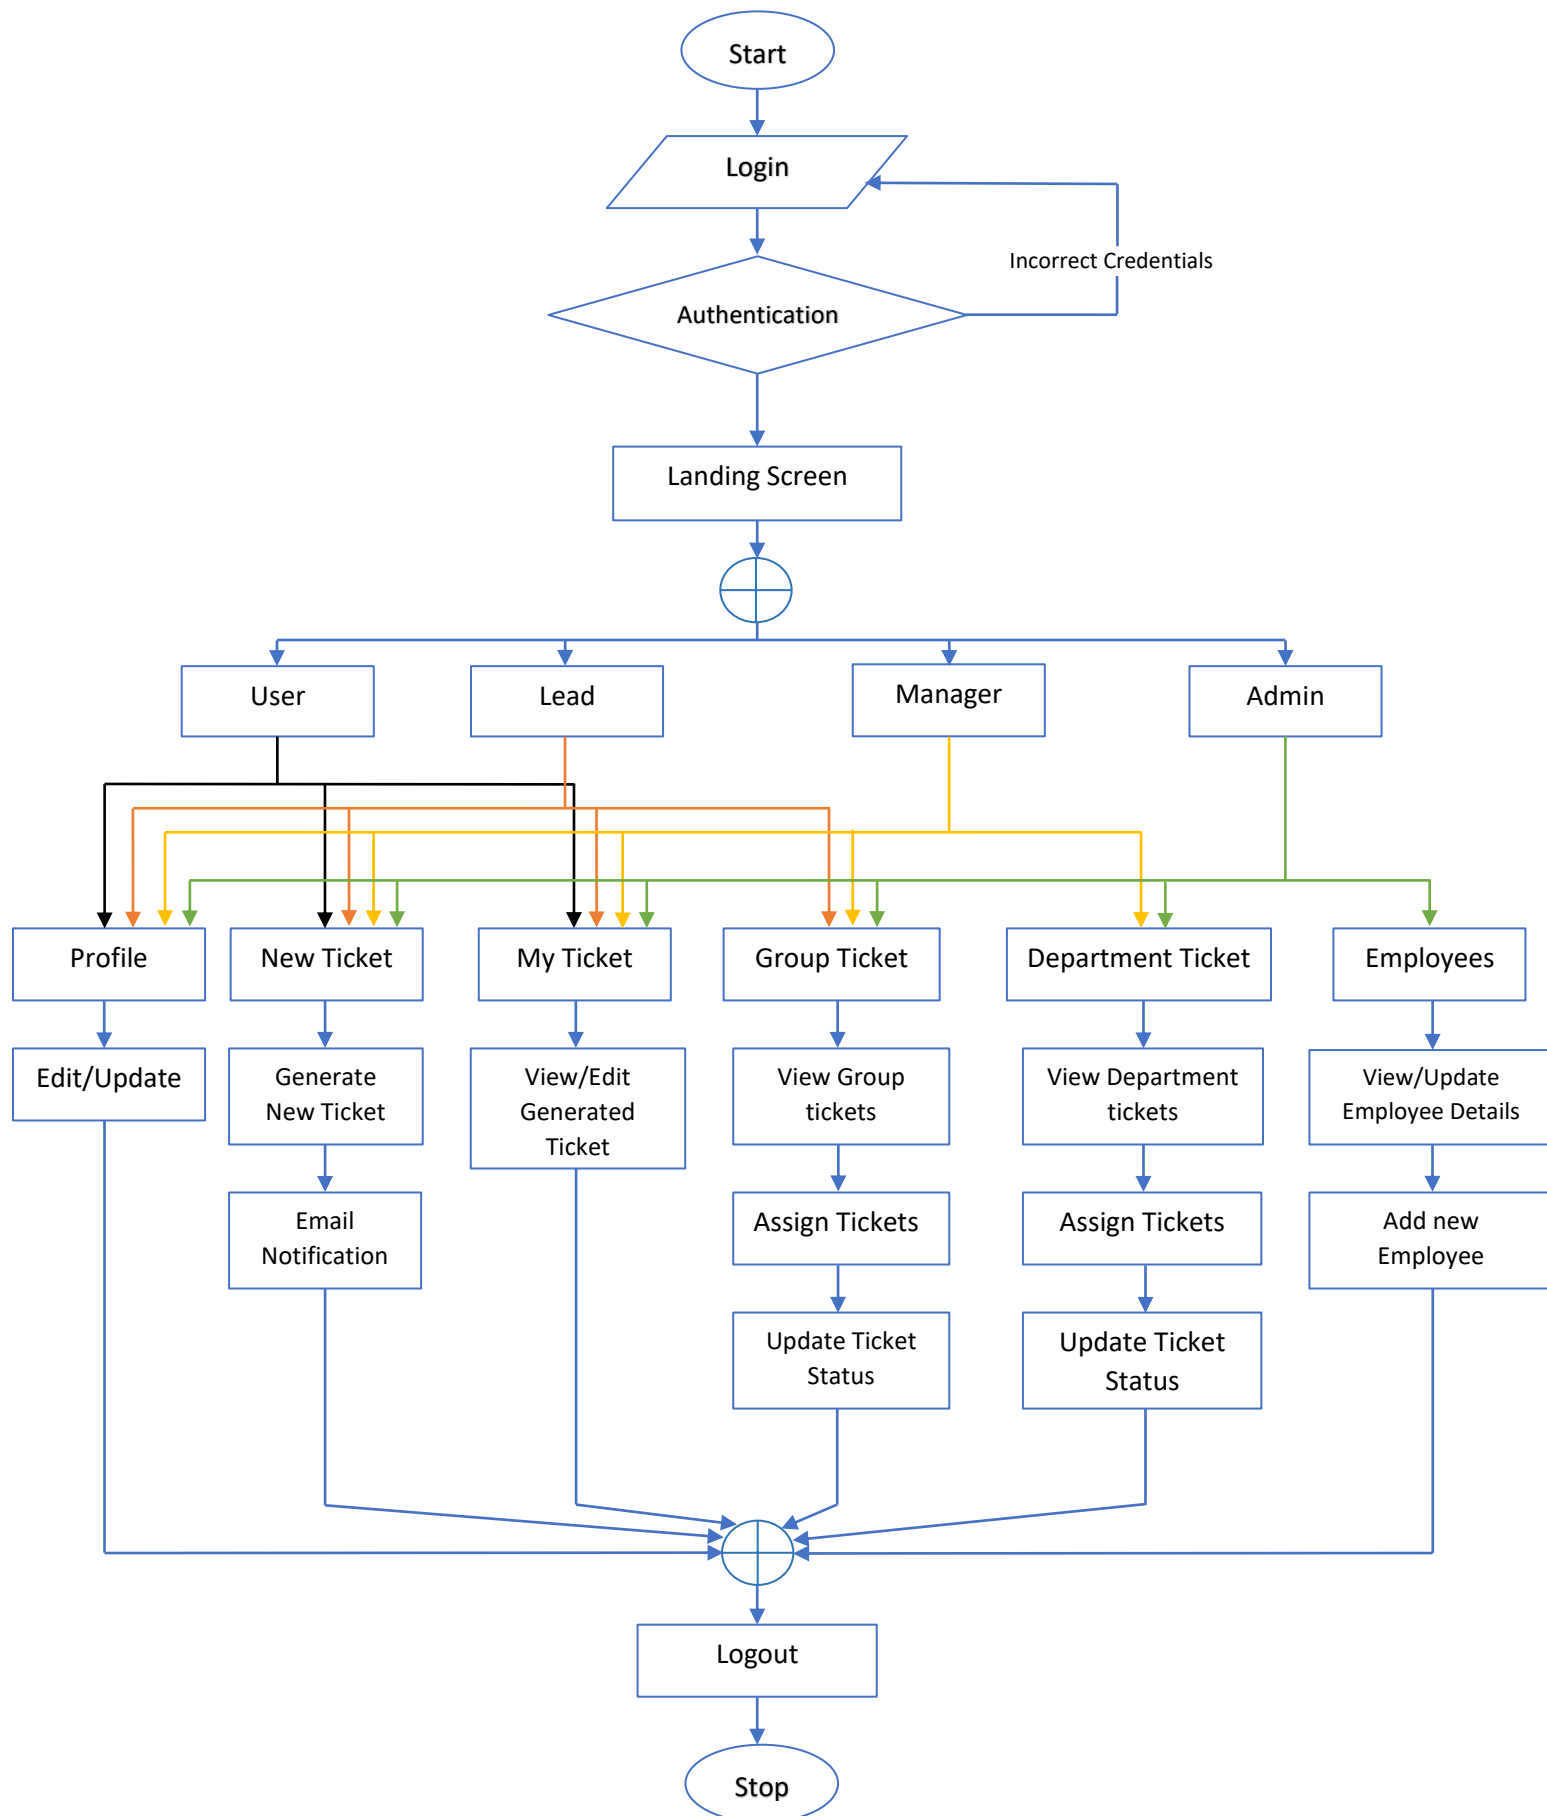 Start
Login
Incorrect Credentials
Authentication
Landing Screen
User
Lead
Manager
Admin
Profile
New Ticket
My Ticket
Group Ticket
Department Ticket
Employees
Edit/Update
Generate
New Ticket
View/Edit
Generated
Ticket
View Group
tickets
View Department
tickets
View/Update
Employee Details
Email
Notification
Assign Tickets
Assign Tickets
Add new
Employee
Update Ticket
Status
Update Ticket
Status
Logout
Stop